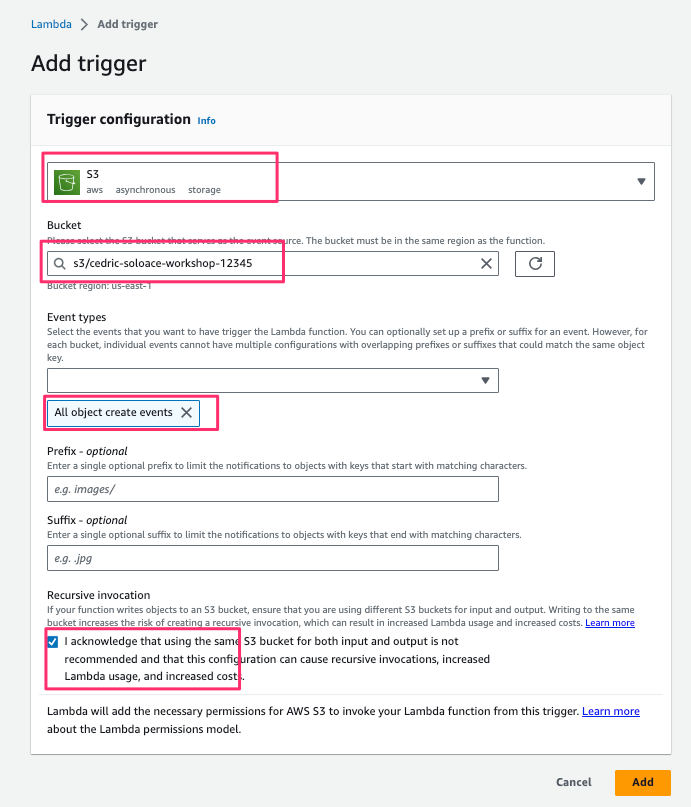 Lambda > Add trigger
Add trigger
Trigger configuration Info
S3
aws asynchronous storage
Bucket
Please select the S3 bucket that serves as the event source. The bucket must be in the same region as the function.
s3/cedric-soloace-workshop-12345
Bucket region: us-east-1
Event types
Select the events that you want to have trigger the Lambda function. You can optionally set up a prefix or suffix for an event. However, for
each bucket, individual events cannot have multiple configurations with overlapping prefixes or suffixes that could match the same object
key.
All object create events
Prefix - optional
Enter a single optional prefix to limit the notifications to objects with keys that start with matching characters.
e.g. images/
Suffix - optional
Enter a single optional suffix to limit the notifications to objects with keys that end with matching characters.
e.g. .jpg
Recursive invocation
If your function writes objects to an S3 bucket, ensure that you are using different S3 buckets for input and output. Writing to the same
bucket increases the risk of creating a recursive invocation, which can result in increased Lambda usage and increased costs. Learn more
I acknowledge that using the same S3 bucket for both input and output is not
recommended and that this configuration can cause recursive invocations, increased
Lambda usage, and increased costs.
Lambda will add the necessary permissions for AWS S3 to invoke your Lambda function from this trigger. Learn more
about the Lambda permissions model.
Cancel Add